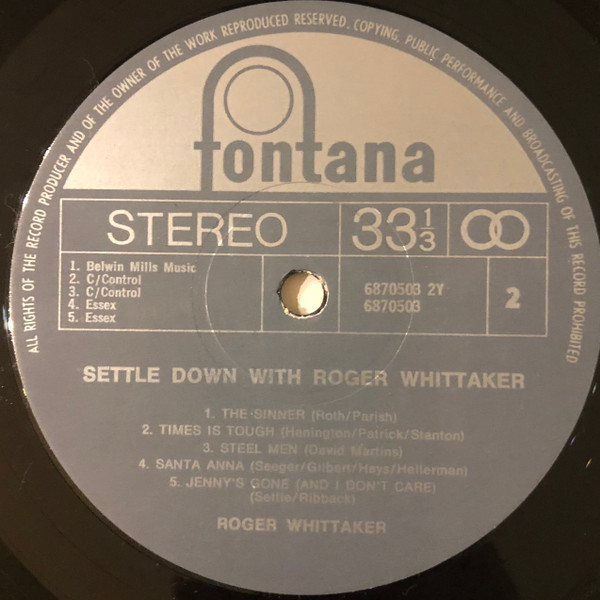 ALL RIGHTS OF THE RECORD PRODUCER AND OF THE OWNER OF THE WORK REPRODUCED RESERVED. COPYING, PUBLIC PERFORMANCE AND BROADCASTING OF THIS RECORD PROHIBITED
fontana
STEREO
33 1/3
1. Belwin Mills Music
2. C/Control
3. C/Control
4. Essex
5. Essex
6870503 2Y
6870503
2
SETTLE DOWN WITH ROGER WHITTAKER
1. THE SINNER (Roth/Parish)
2. TIMES IS TOUGH (Hanington/Patrick/Stanton)
3. STEEL MEN (David Martins)
4. SANTA ANNA (Seeger/Gilbert/Hays/Hellerman)
5. JENNY'S GONE (AND I DON'T CARE)
(Settle/Ribback)
ROGER WHITTAKER